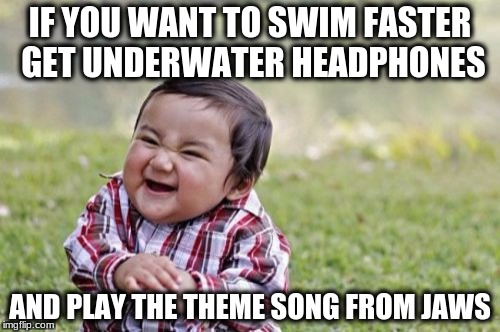 IF YOU WANT TO SWIM FASTER
GET UNDERWATER HEADPHONES
AND PLAY THE THEME SONG FROM JAWS
imgflip.com